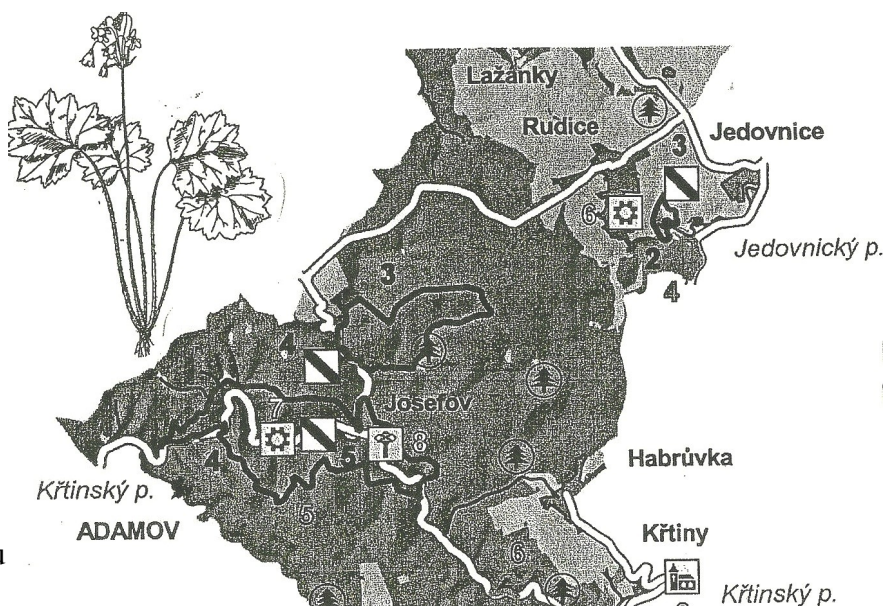 Lažánky
Rudice
Jedovnice
3
6
2
Jedovnický p.
4
3
4
Josefov
7
8
4
5
Křtinský p.
5
Habrůvka
ADAMOV
Křtiny
6
Křtinský p.